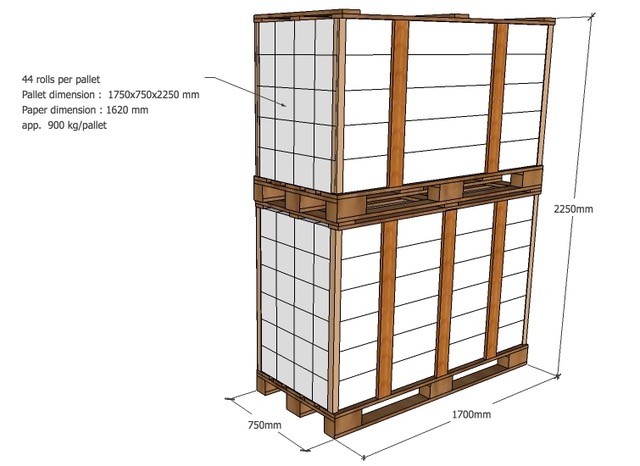 44 rolls per pallet
Pallet dimension : 1750x750x2250 mm
Paper dimension : 1620 mm
app. 900 kg/pallet
2250mm
1700mm
750mm